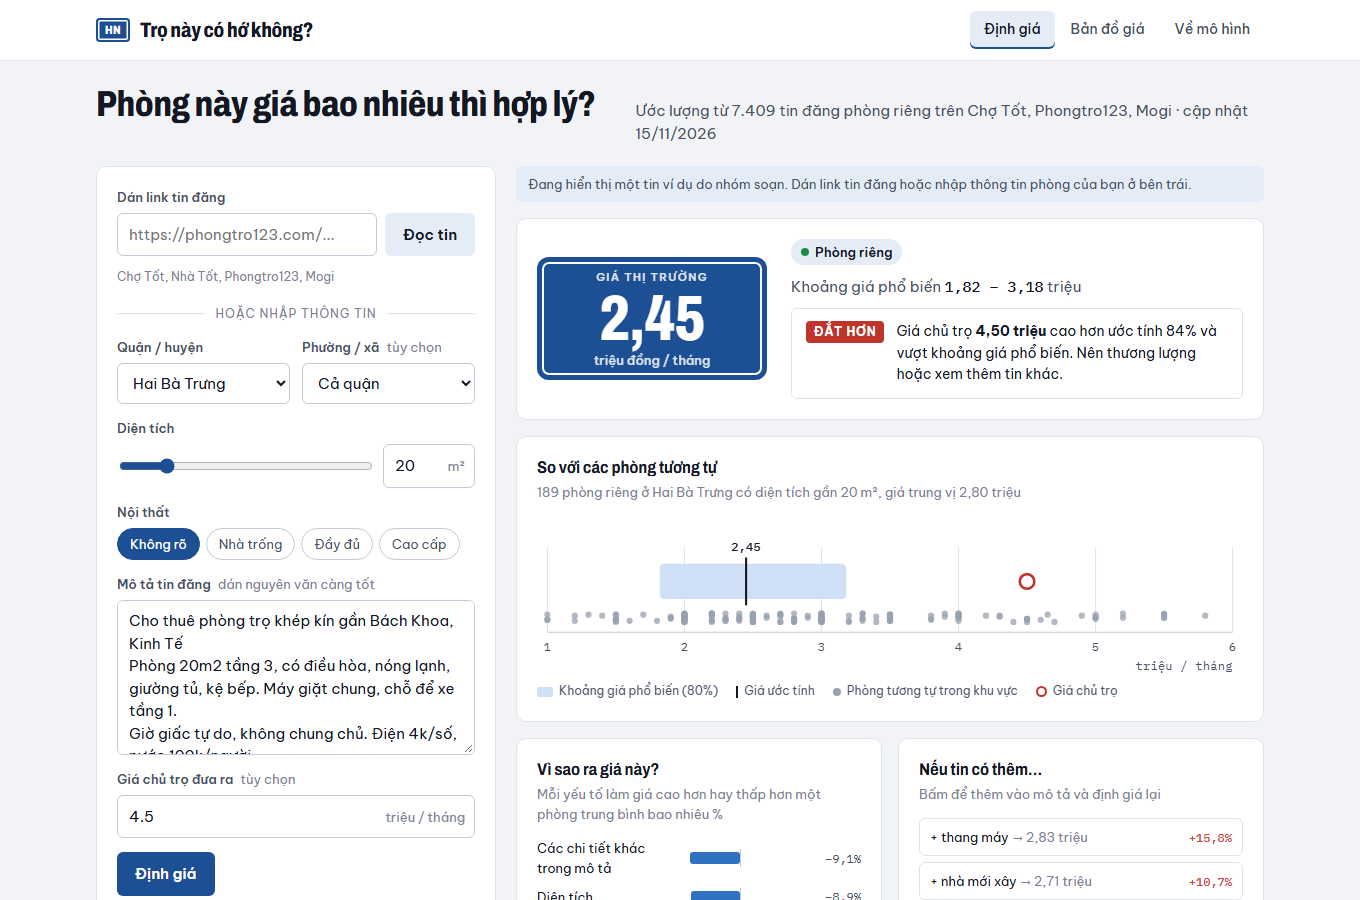 HN Trọ này có hớ không?
Định giá
Bản đồ giá
Về mô hình
Phòng này giá bao nhiêu thì hợp lý?
Ước lượng từ 7.409 tin đăng phòng riêng trên Chợ Tốt, Phongtro123, Mogi · cập nhật
15/11/2026
Dán link tin đăng
https://phongtro123.com/...
Đọc tin
Chợ Tốt, Nhà Tốt, Phongtro123, Mogi
HOẶC NHẬP THÔNG TIN
Quận / huyện
Phường / xã tùy chọn
Hai Bà Trưng
Cả quận
Diện tích
20 m²
Nội thất
Không rõ
Nhà trống
Đầy đủ
Cao cấp
Mô tả tin đăng dán nguyên văn càng tốt
Cho thuê phòng trọ khép kín gần Bách Khoa,
Kinh Tế
Phòng 20m2 tầng 3, có điều hòa, nóng lạnh,
giường tủ, kệ bếp. Máy giặt chung, chỗ để xe
tầng 1.
Giờ giấc tự do, không chung chủ. Điện 4k/số,
nước 100k/người
Giá chủ trọ đưa ra tùy chọn
4.5 triệu / tháng
Định giá
Đang hiển thị một tin ví dụ do nhóm soạn. Dán link tin đăng hoặc nhập thông tin phòng của bạn ở bên trái.
GIÁ THỊ TRƯỜNG
2,45
triệu đồng / tháng
Phòng riêng
Khoảng giá phổ biến 1,82 – 3,18 triệu
ĐẮT HƠN
Giá chủ trọ 4,50 triệu cao hơn ước tính 84% và
vượt khoảng giá phổ biến. Nên thương lượng
hoặc xem thêm tin khác.
So với các phòng tương tự
189 phòng riêng ở Hai Bà Trưng có diện tích gần 20 m², giá trung vị 2,80 triệu
2,45
1 2 3 4 5 6
triệu / tháng
Khoảng giá phổ biến (80%)
Giá ước tính
Phòng tương tự trong khu vực
Giá chủ trọ
Vì sao ra giá này?
Mỗi yếu tố làm giá cao hơn hay thấp hơn một
phòng trung bình bao nhiêu %
Các chi tiết khác
trong mô tả
−9,1%
Diện tích
−8,9%
Nếu tin có thêm...
Bấm để thêm vào mô tả và định giá lại
+ thang máy → 2,83 triệu
+15,8%
+ nhà mới xây → 2,71 triệu
+10,7%